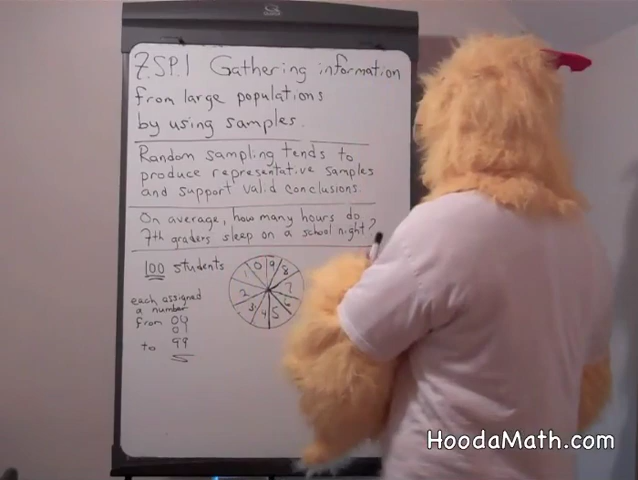 7.SP.1 Gathering information
from large populations
by using samples.
Random sampling tends to
produce representative samples
and support valid conclusions.
On average, how many hours do
7th graders sleep on a school night?
100 students
each assigned
a number
from 00
01
to 99
0 9 8 7 6 5 4 3 2 1
HoodaMath.com